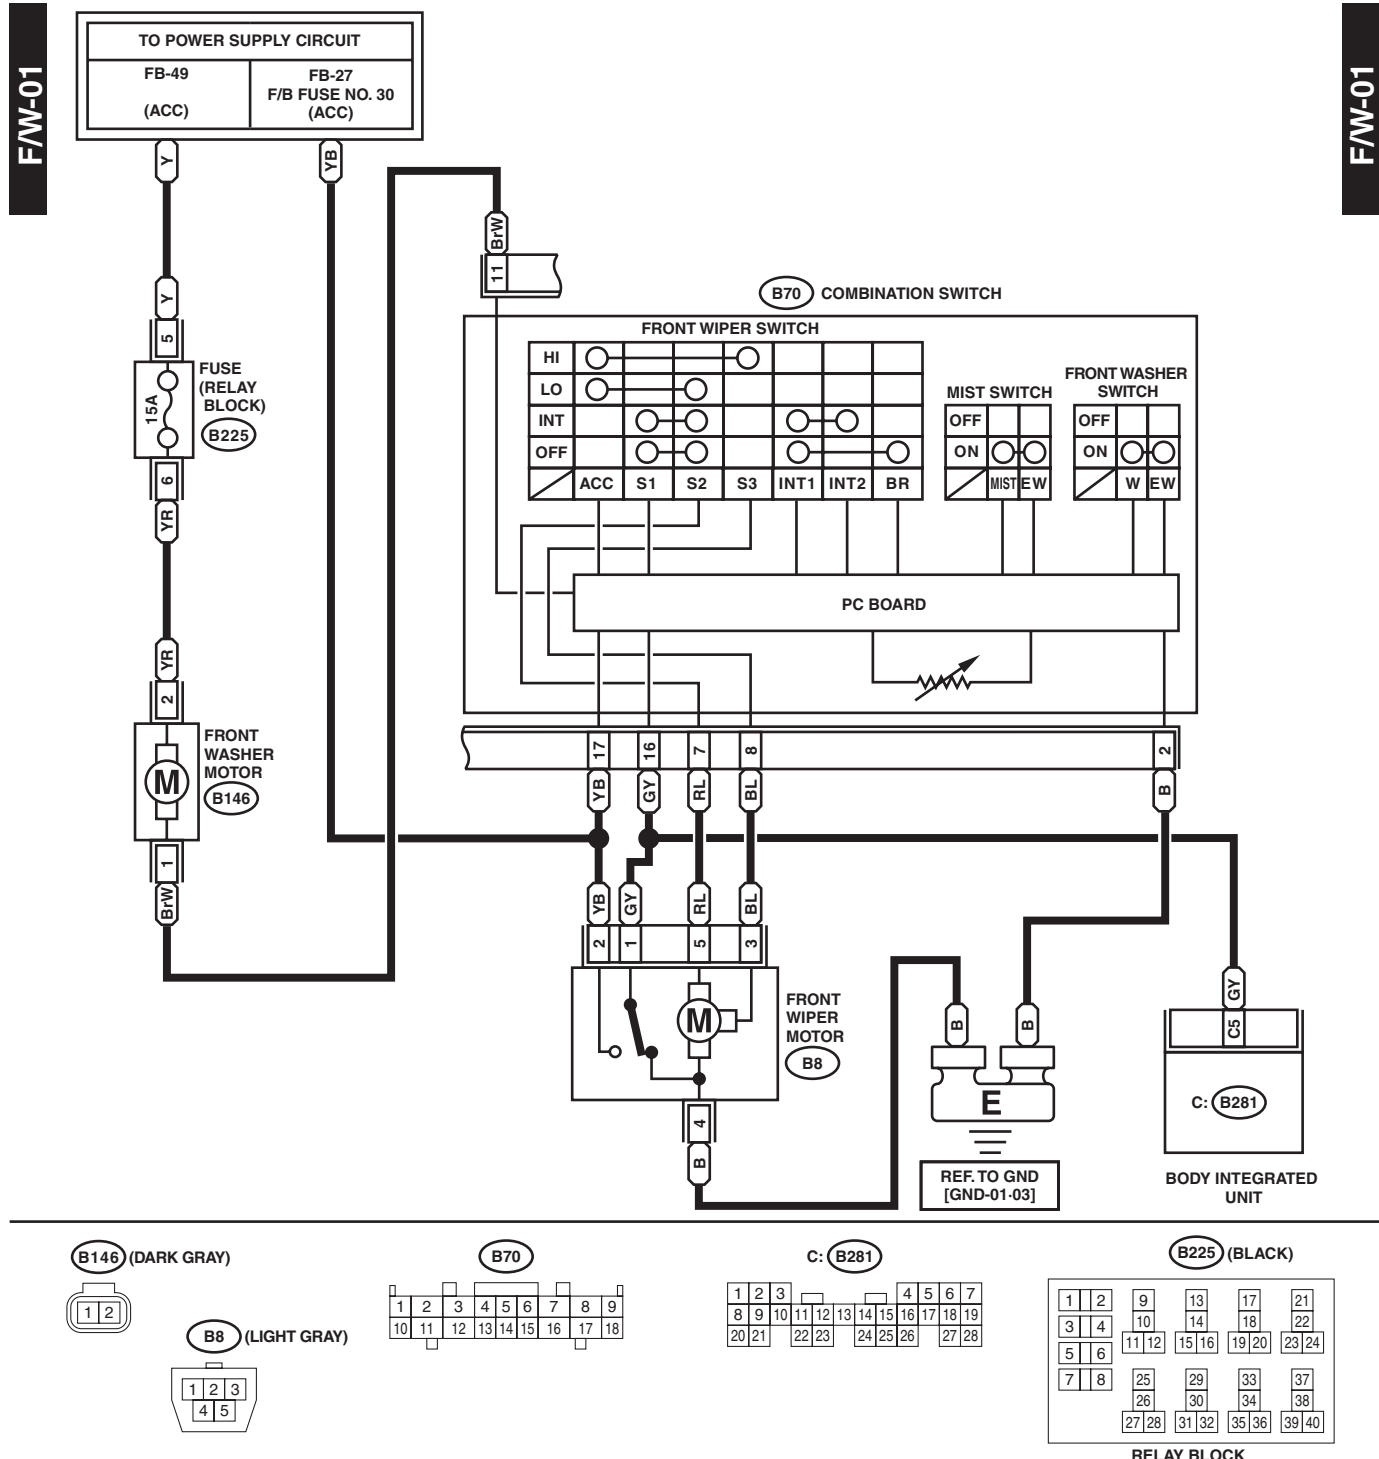 F/W-01
F/W-01
TO POWER SUPPLY CIRCUIT
FB-49
(ACC)
FB-27
F/B FUSE NO. 30
(ACC)
Y
YB
BrW
11
Y
5
FUSE
(RELAY
BLOCK)
B225
15A
6
YR
YR
2
FRONT
WASHER
MOTOR
B146
M
1
BrW
B70 COMBINATION SWITCH
FRONT WIPER SWITCH
HI
LO
INT
OFF
ACC S1 S2 S3 INT1 INT2 BR
MIST SWITCH
OFF
ON
MIST EW
FRONT WASHER
SWITCH
OFF
ON
W EW
PC BOARD
17 16 7 8 2
YB GY RL BL B
YB GY RL BL
2 1 5 3
M
FRONT
WIPER
MOTOR
B8
4
B
B B
E
REF. TO GND
[GND-01-03]
GY
C5
C: B281
BODY INTEGRATED
UNIT
B146 (DARK GRAY)
1 2
B8 (LIGHT GRAY)
1 2 3
4 5
B70
1 2 3 4 5 6 7 8 9
10 11 12 13 14 15 16 17 18
C: B281
1 2 3 4 5 6 7
8 9 10 11 12 13 14 15 16 17 18 19
20 21 22 23 24 25 26 27 28
B225 (BLACK)
1 2 9 13 17 21
3 4 10 14 18 22
5 6 11 12 15 16 19 20 23 24
7 8 25 29 33 37
26 30 34 38
27 28 31 32 35 36 39 40
RELAY BLOCK